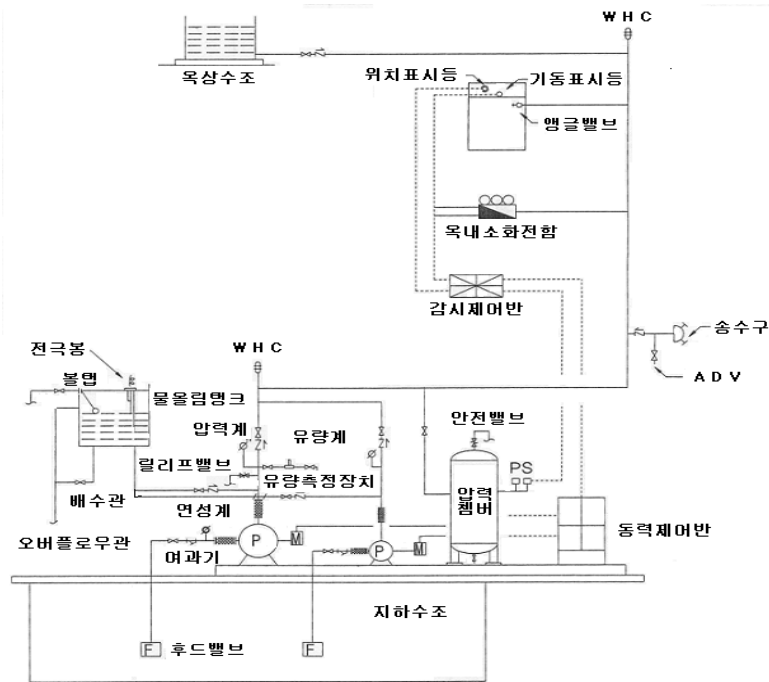 WHC
옥상수조
위치표시등
기동표시등
앵글밸브
옥내소화전함
감시제어반
송수구
ADV
전극봉
WHC
볼탭
물올림탱크
압력계
유량계
안전밸브
릴리프밸브
유량측정장치
PS
배수관
연성계
압력
쳄버
동력제어반
오버플로우관
여과기
P
M
P
M
지하수조
F
후드밸브
F